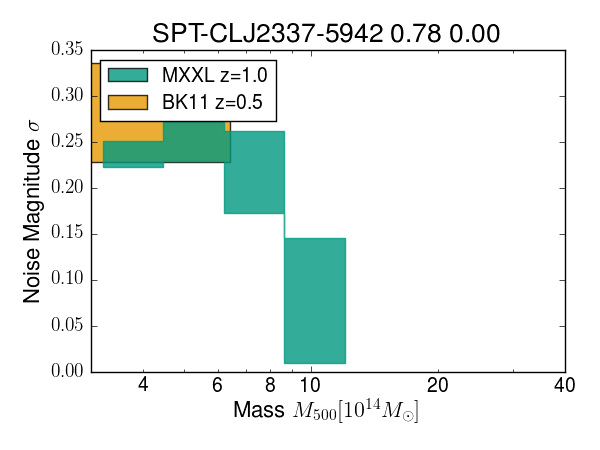 SPT-CLJ2337-5942 0.78 0.00
0.35
0.30
0.25
0.20
0.15
0.10
0.05
0.00
Noise Magnitude σ
MXXL z=1.0
BK11 z=0.5
4 6 8 10 20 40
Mass M₅₀₀[10¹⁴M⊙]